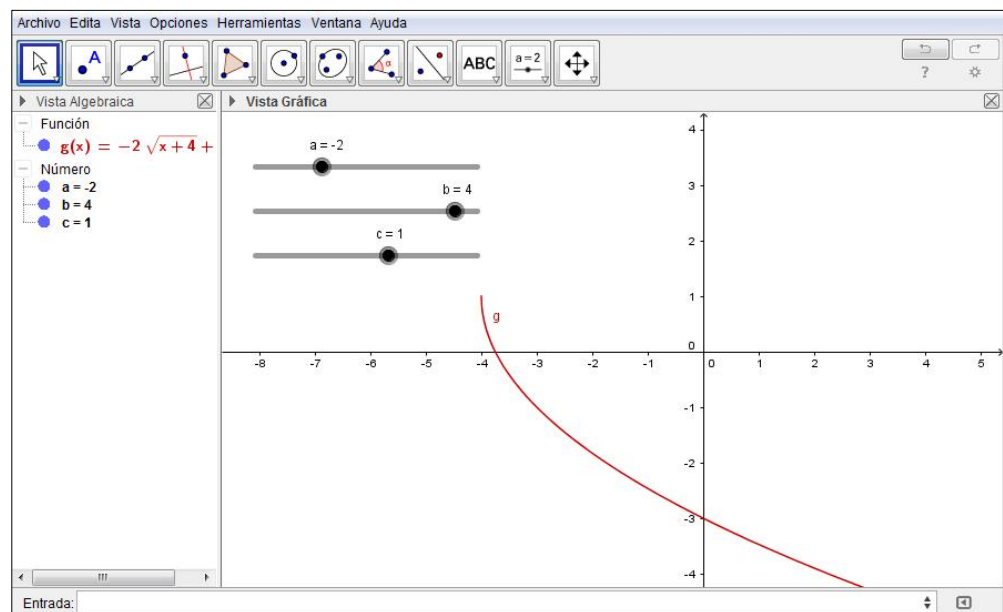 Archivo Edita Vista Opciones Herramientas Ventana Ayuda
A
α
ABC
a=2
?
Vista Algebraica
Vista Gráfica
Función
g(x) = −2 √x+4 +
Número
a = -2
b = 4
c = 1
a = -2
b = 4
c = 1
g
4
3
2
1
0
-1
-2
-3
-4
-8 -7 -6 -5 -4 -3 -2 -1 0 1 2 3 4 5
Entrada: